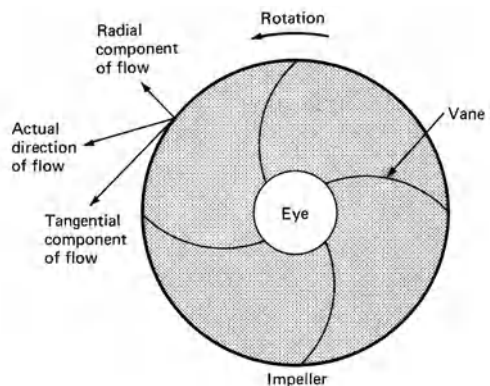 Rotation
Radial
component
of flow
Actual
direction
of flow
Vane
Eye
Tangential
component
of flow
Impeller